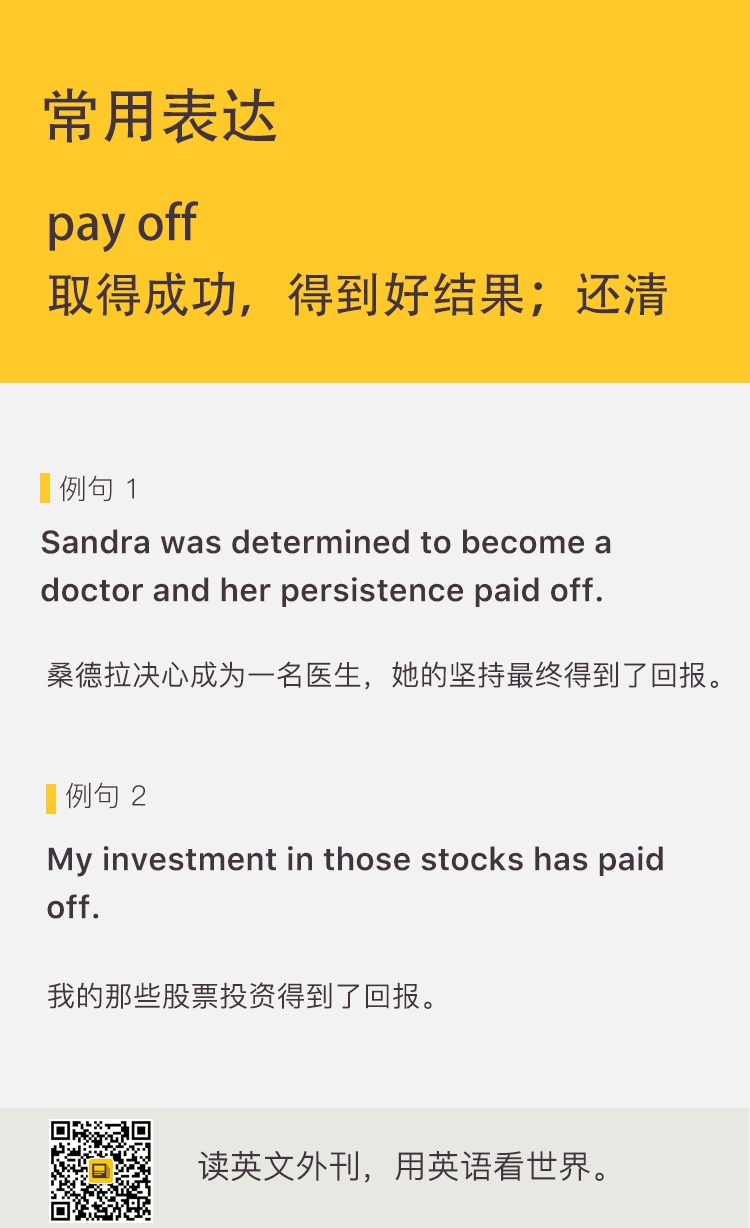 常用表达
pay off
取得成功，得到好结果；还清
例句 1
Sandra was determined to become a
doctor and her persistence paid off.
桑德拉决心成为一名医生，她的坚持最终得到了回报。
例句 2
My investment in those stocks has paid
off.
我的那些股票投资得到了回报。
读英文外刊，用英语看世界。